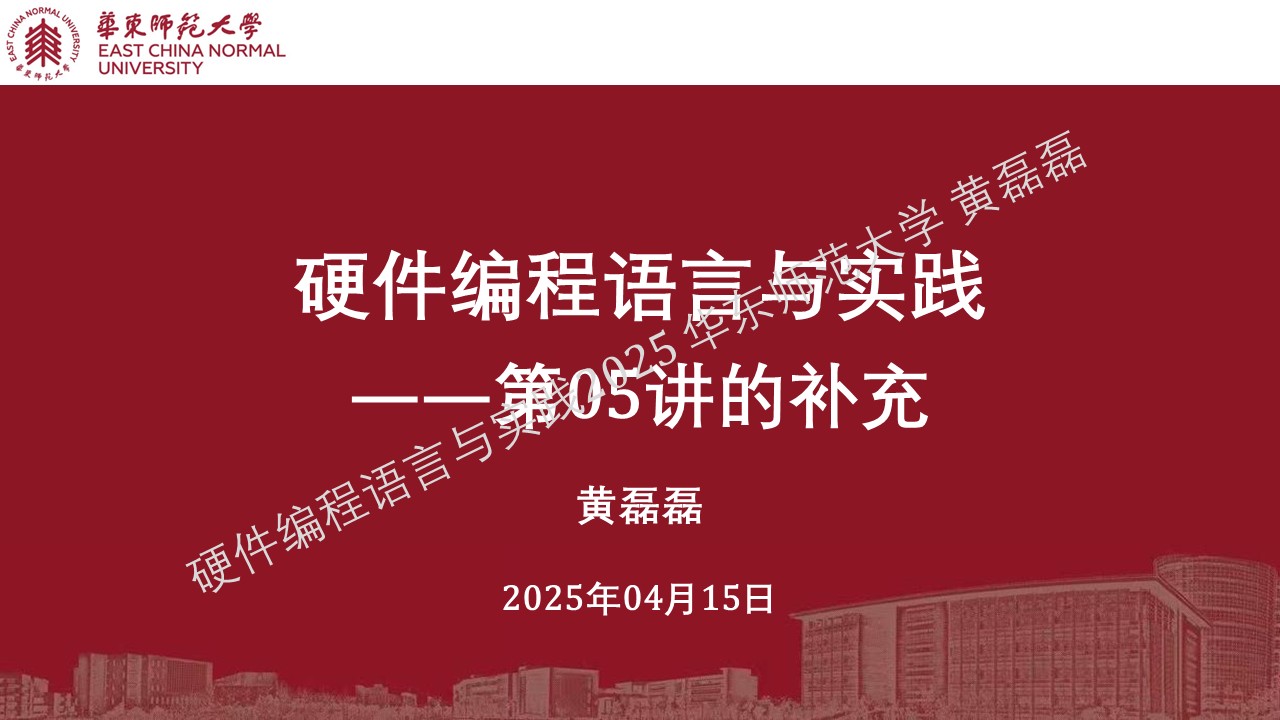 EAST CHINA NORMAL UNIVERSITY
華東師范大學
華東師范大學
EAST CHINA NORMAL
UNIVERSITY
硬件编程语言与实践
——第05讲的补充
黄磊磊
2025年04月15日
硬件编程语言与实践2025 华东师范大学 黄磊磊